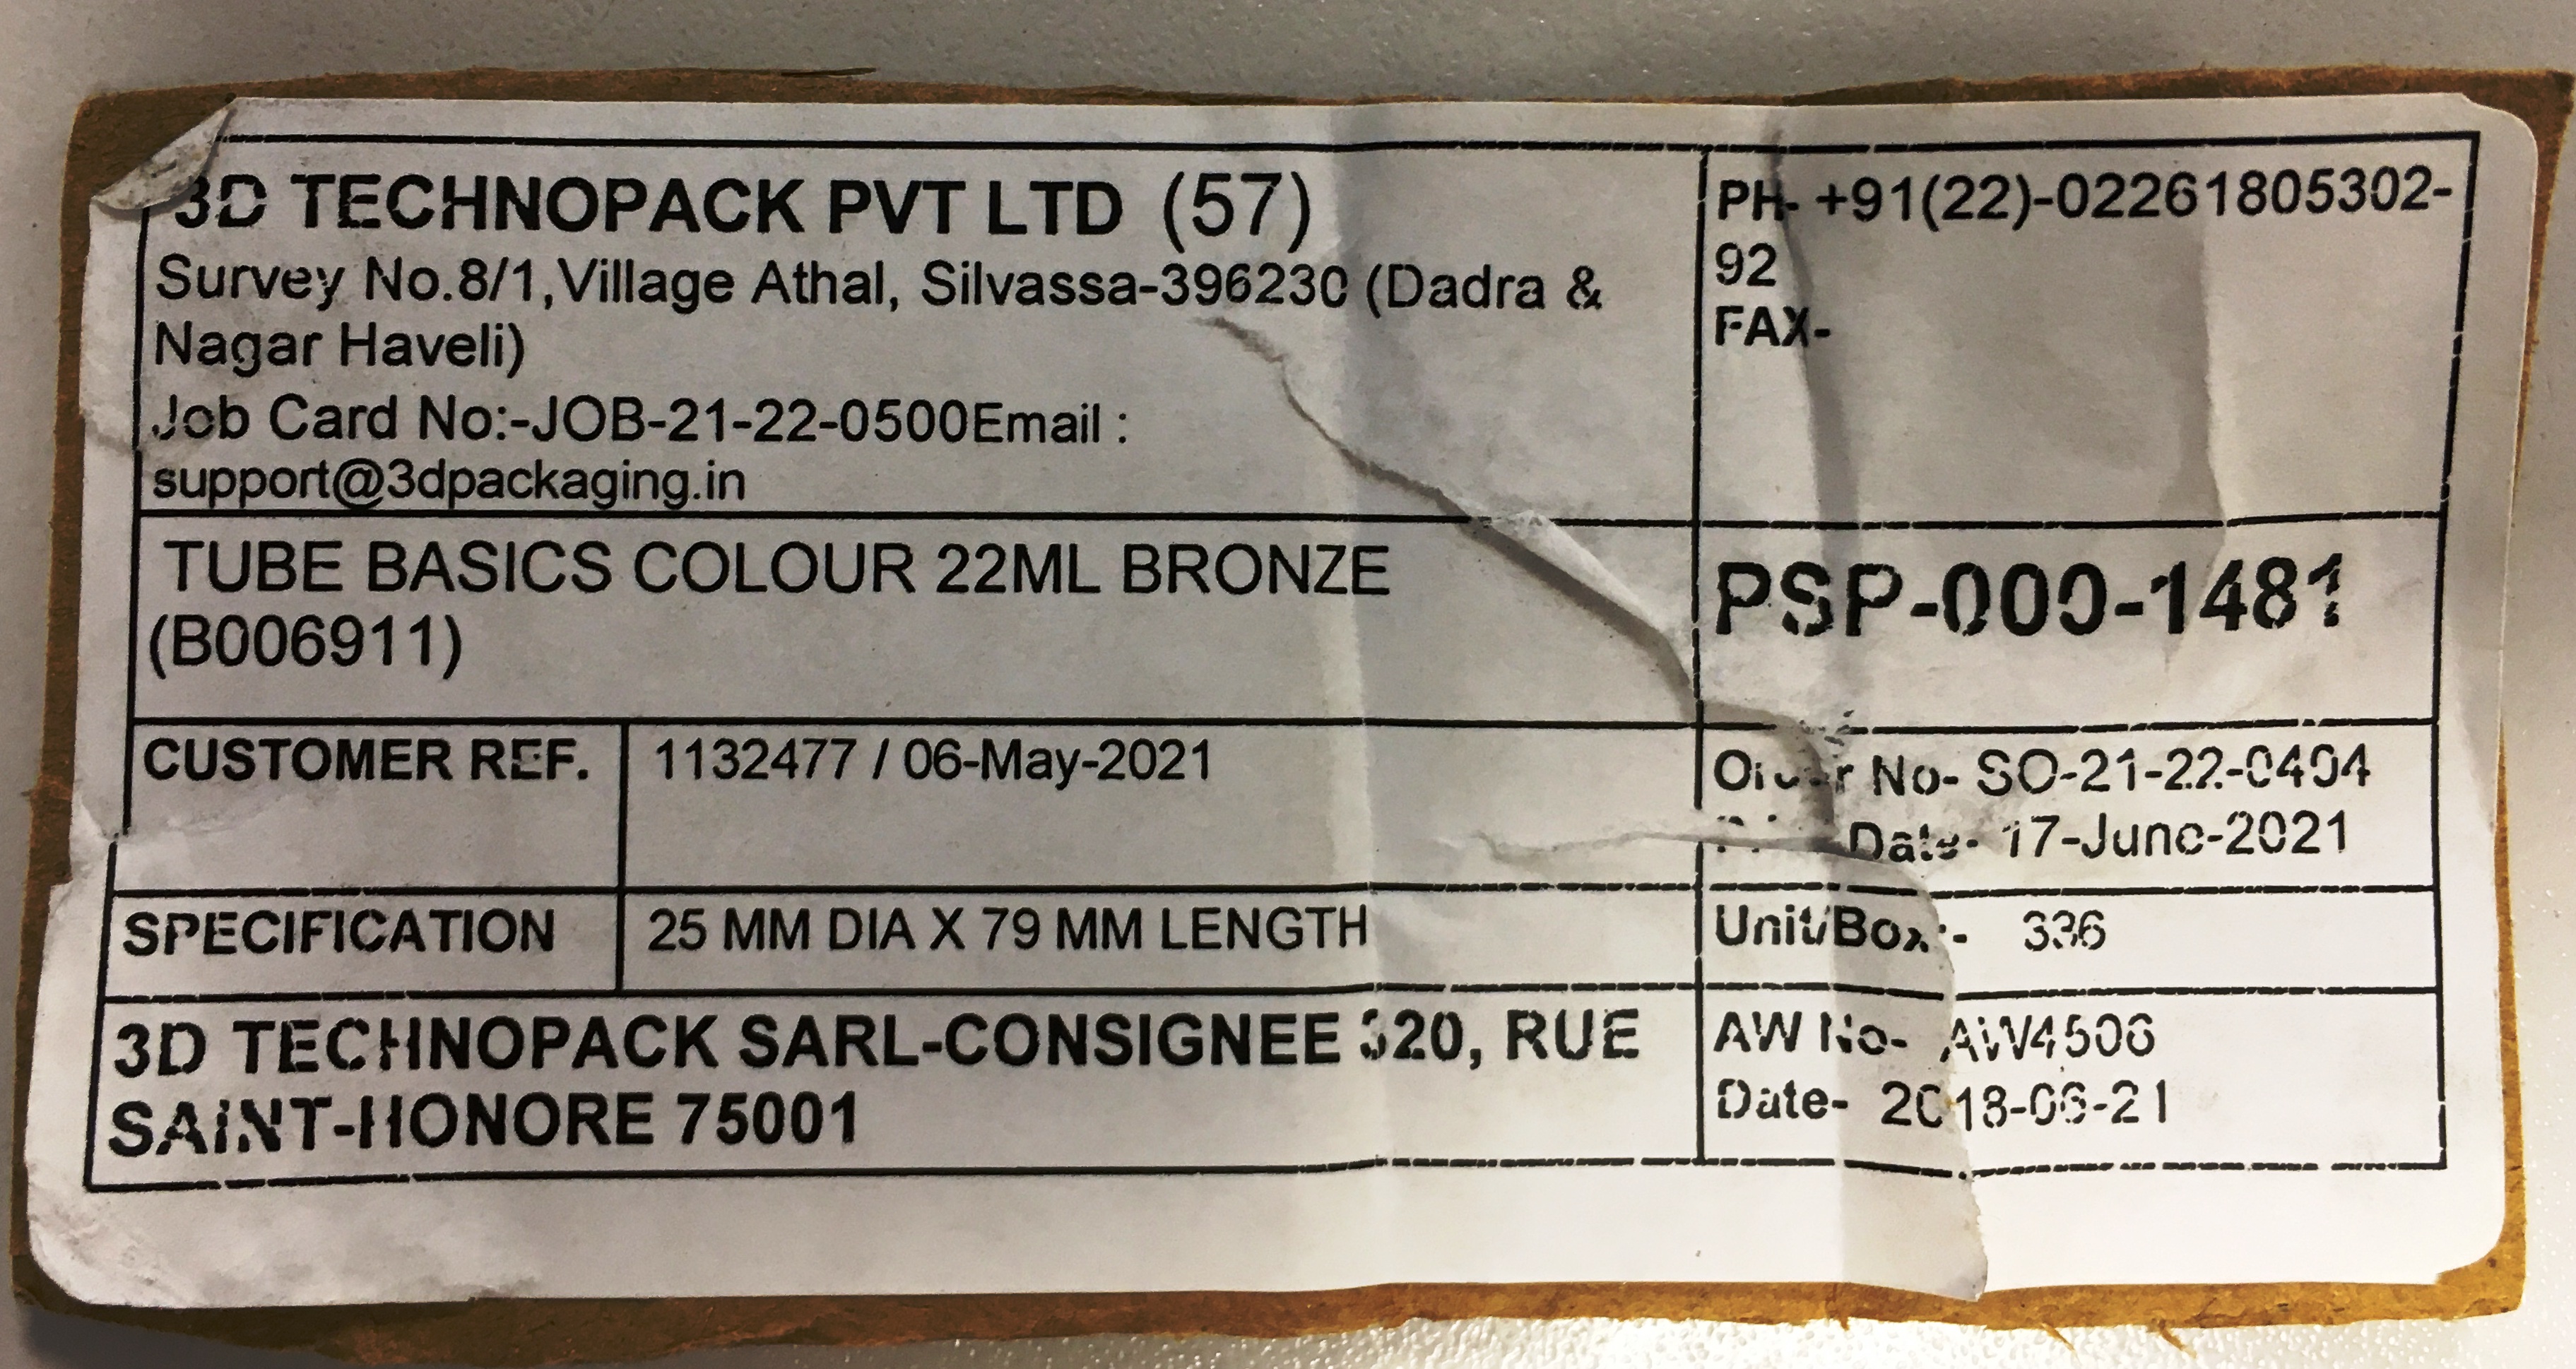 3D TECHNOPACK PVT LTD (57)
Survey No.8/1,Village Athal, Silvassa-396230 (Dadra &
Nagar Haveli)
Job Card No:-JOB-21-22-0500Email :
support@3dpackaging.in
PH- +91(22)-02261805302-
92
FAX-
TUBE BASICS COLOUR 22ML BRONZE
(B006911)
PSP-000-1481
CUSTOMER REF.
1132477 / 06-May-2021
Order No- SO-21-22-0404
Date- 17-June-2021
SPECIFICATION
25 MM DIA X 79 MM LENGTH
Unit/Box:- 336
3D TECHNOPACK SARL-CONSIGNEE 320, RUE
SAINT-HONORE 75001
AW No- AW4506
Date- 2018-06-21